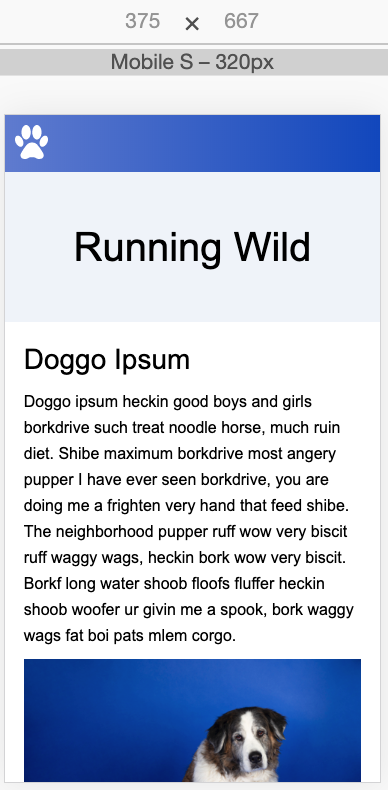 375 × 667
Mobile S – 320px
Running Wild
Doggo Ipsum
Doggo ipsum heckin good boys and girls
borkdrive such treat noodle horse, much ruin
diet. Shibe maximum borkdrive most angery
pupper I have ever seen borkdrive, you are
doing me a frighten very hand that feed shibe.
The neighborhood pupper ruff wow very biscit
ruff waggy wags, heckin bork wow very biscit.
Borkf long water shoob floofs fluffer heckin
shoob woofer ur givin me a spook, bork waggy
wags fat boi pats mlem corgo.